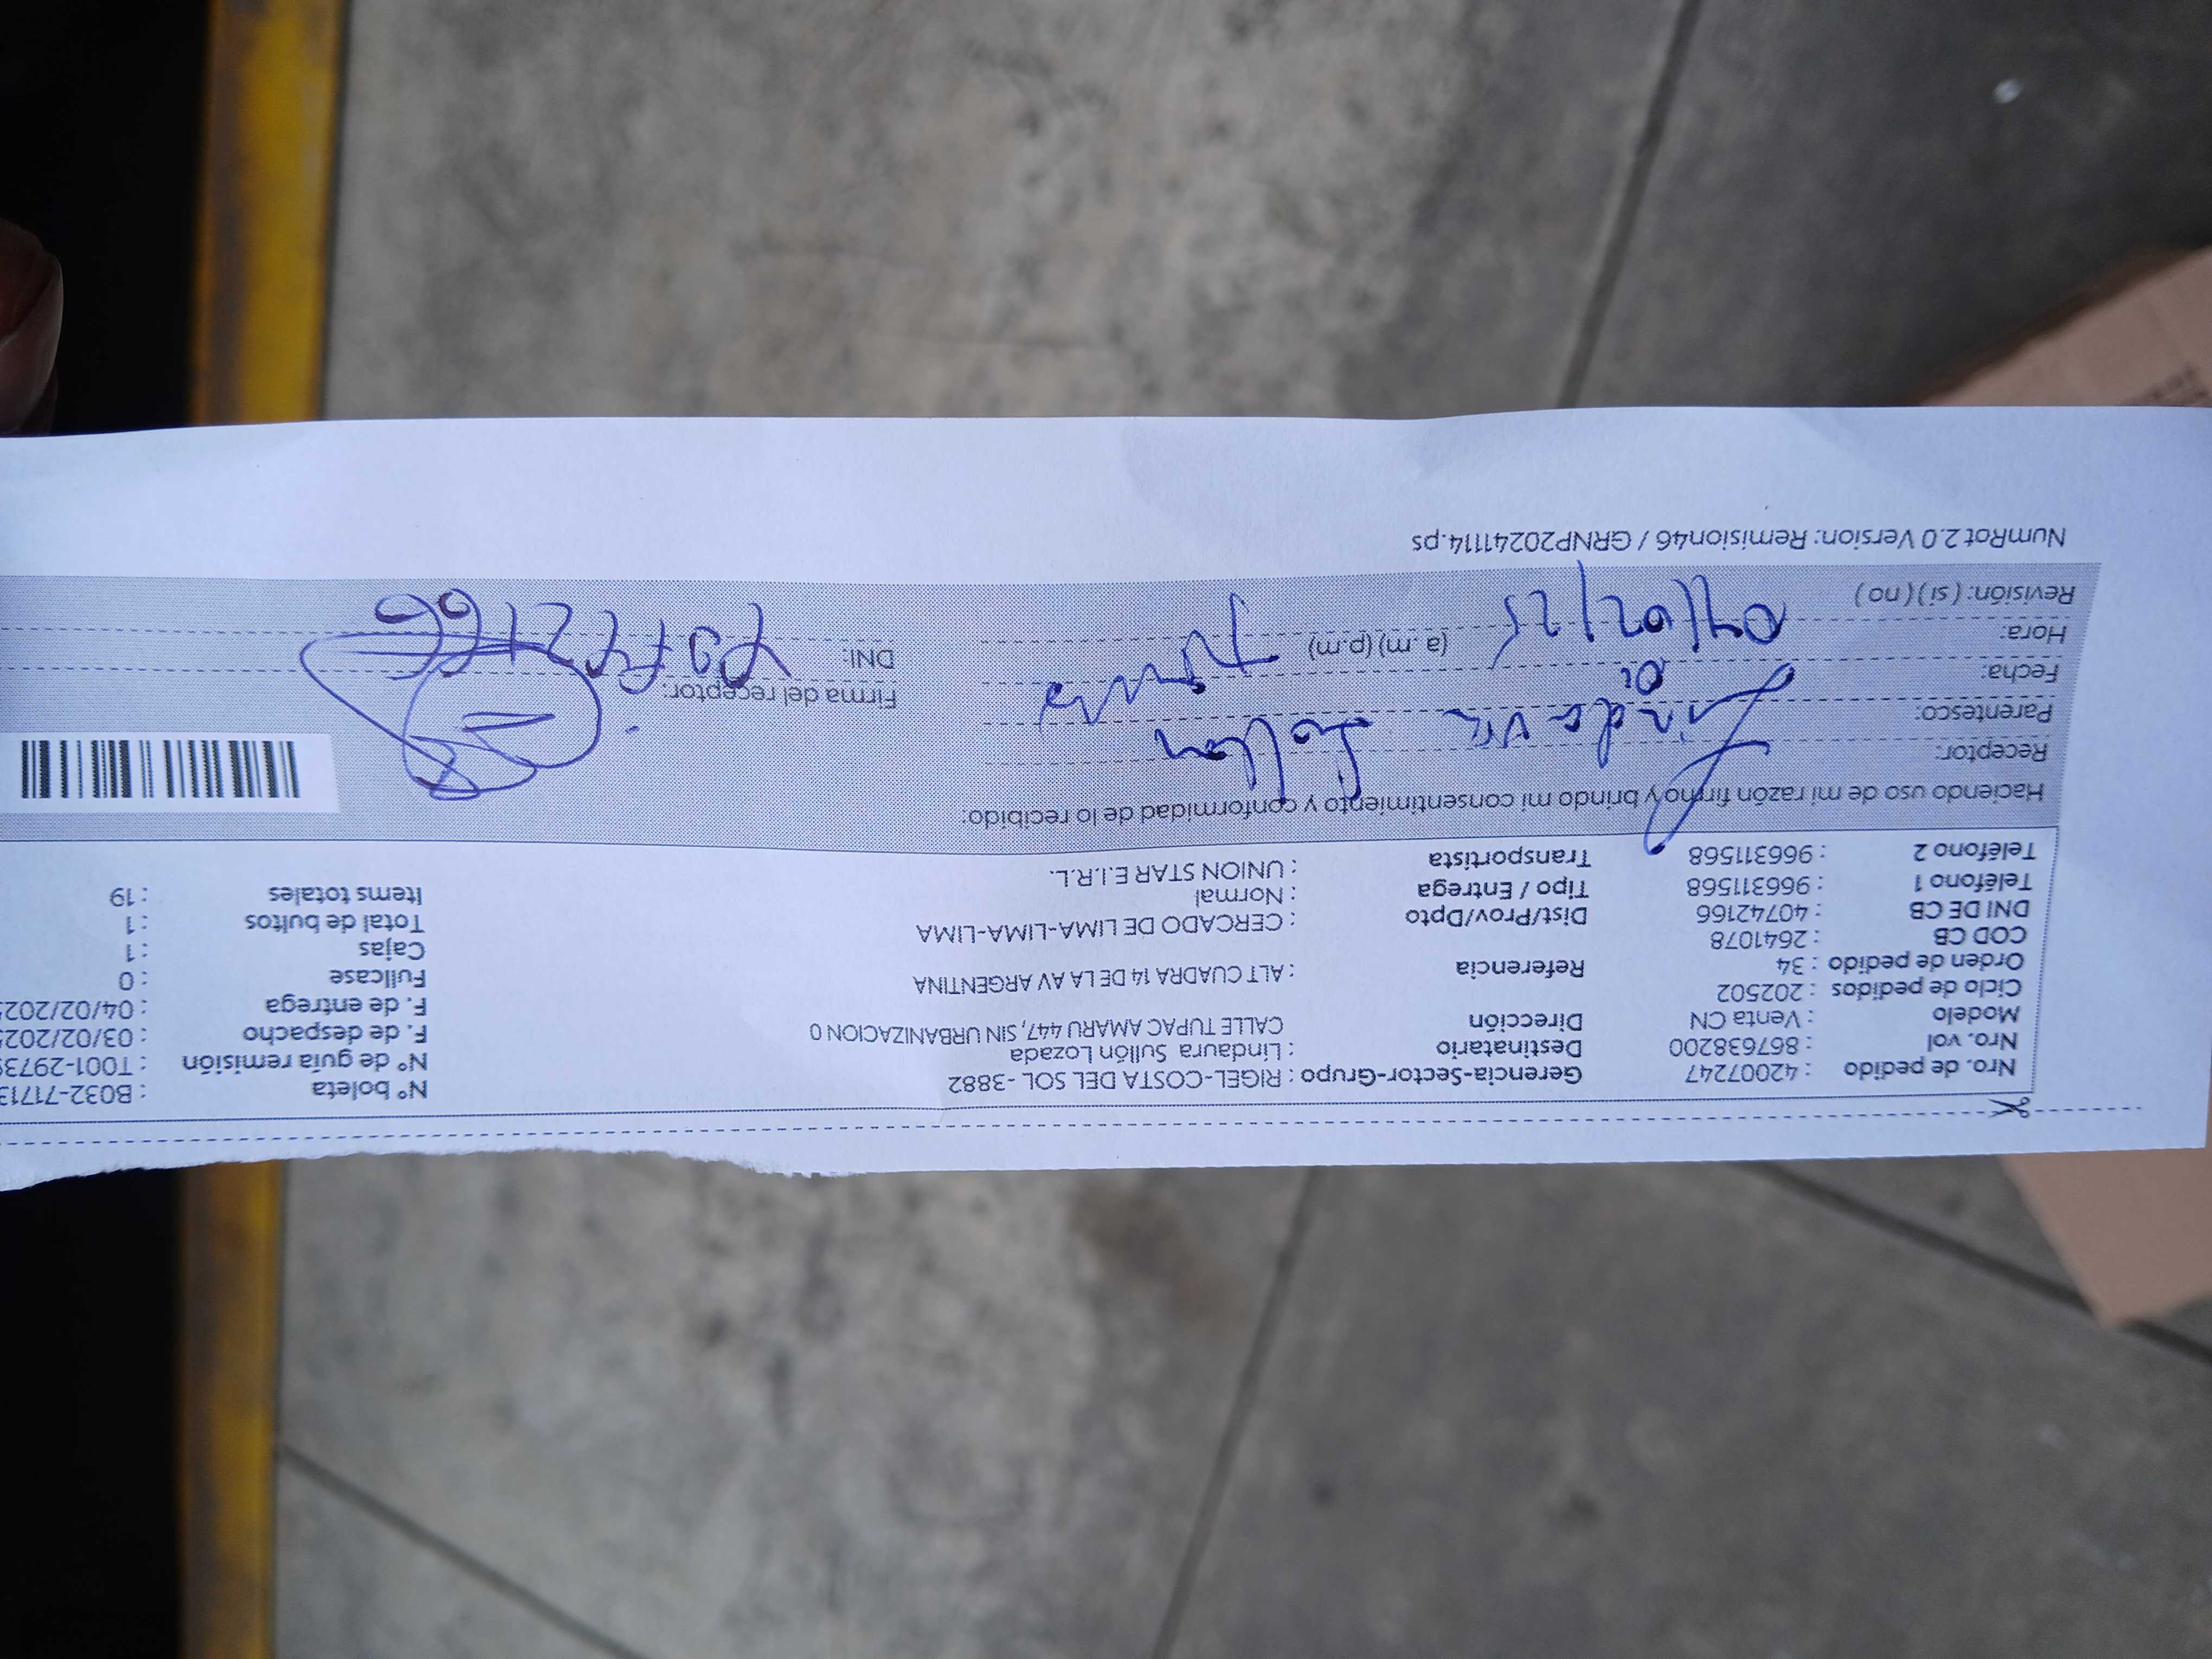 Nro. de pedido : 42007247 Gerencia-Sector-Grupo : RIGEL-COSTA DEL SOL - 3882 N° boleta : B032-71713
Nro. vol : 867638200 Destinatario : Lindaura Sullón Lozada N° de guía remisión : T001-29739
Modelo : Venta CN Dirección CALLE TUPAC AMARU 447, SIN URBANIZACION 0 F. de despacho : 03/02/202
Ciclo de pedidos : 202502 F. de entrega : 04/02/202
Orden de pedido : 34 Referencia : ALT CUADRA 14 DE LA AV ARGENTINA Fullcase : 0
COD CB : 2641078 Cajas : 1
DNI DE CB : 40742166 Dist/Prov/Dpto : CERCADO DE LIMA-LIMA-LIMA Total de bultos : 1
Teléfono 1 : 966311568 Tipo / Entrega : Normal Items totales : 19
Teléfono 2 : 966311568 Transportista : UNION STAR E.I.R.L.
Haciendo uso de mi razón firmo y brindo mi consentimiento y conformidad de lo recibido:
Receptor:
Parentesco:
Fecha: Firma del receptor:
Hora: (a .m) (p.m) DNI: 40742166
Revisión: ( si ) ( no ) 04/02/25
NumRot 2.0 Version: Remision46 / GRNP20241114.ps